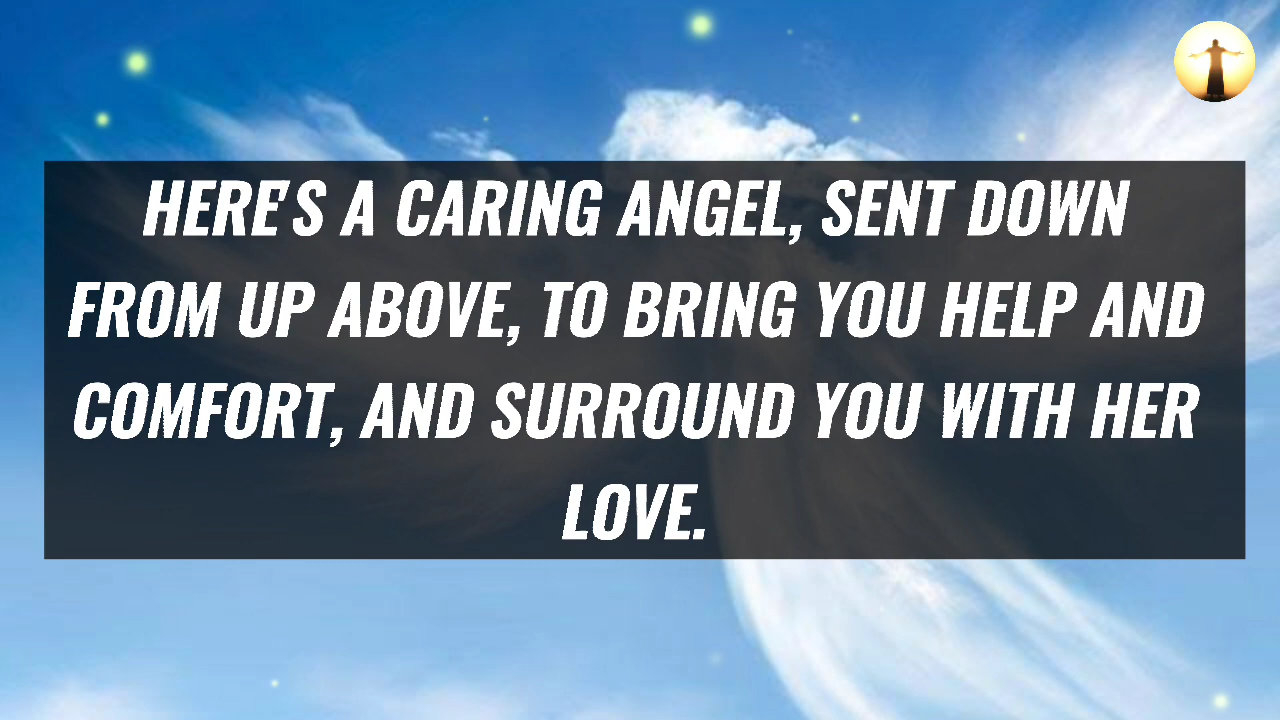 HERE'S A CARING ANGEL, SENT DOWN
FROM UP ABOVE, TO BRING YOU HELP AND
COMFORT, AND SURROUND YOU WITH HER
LOVE.